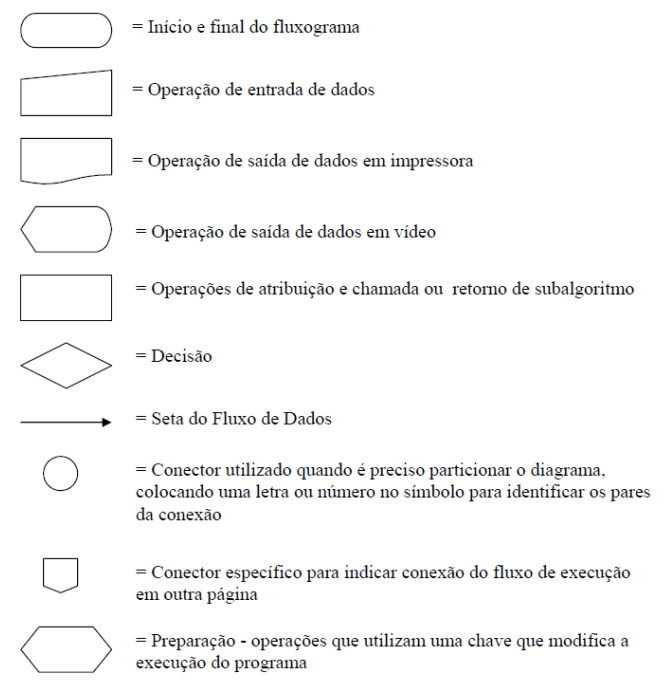 = Início e final do fluxograma
= Operação de entrada de dados
= Operação de saída de dados em impressora
= Operação de saída de dados em vídeo
= Operações de atribuição e chamada ou retorno de subalgoritmo
= Decisão
= Seta do Fluxo de Dados
= Conector utilizado quando é preciso particionar o diagrama,
colocando uma letra ou número no símbolo para identificar os pares
da conexão
= Conector específico para indicar conexão do fluxo de execução
em outra página
= Preparação - operações que utilizam uma chave que modifica a
execução do programa